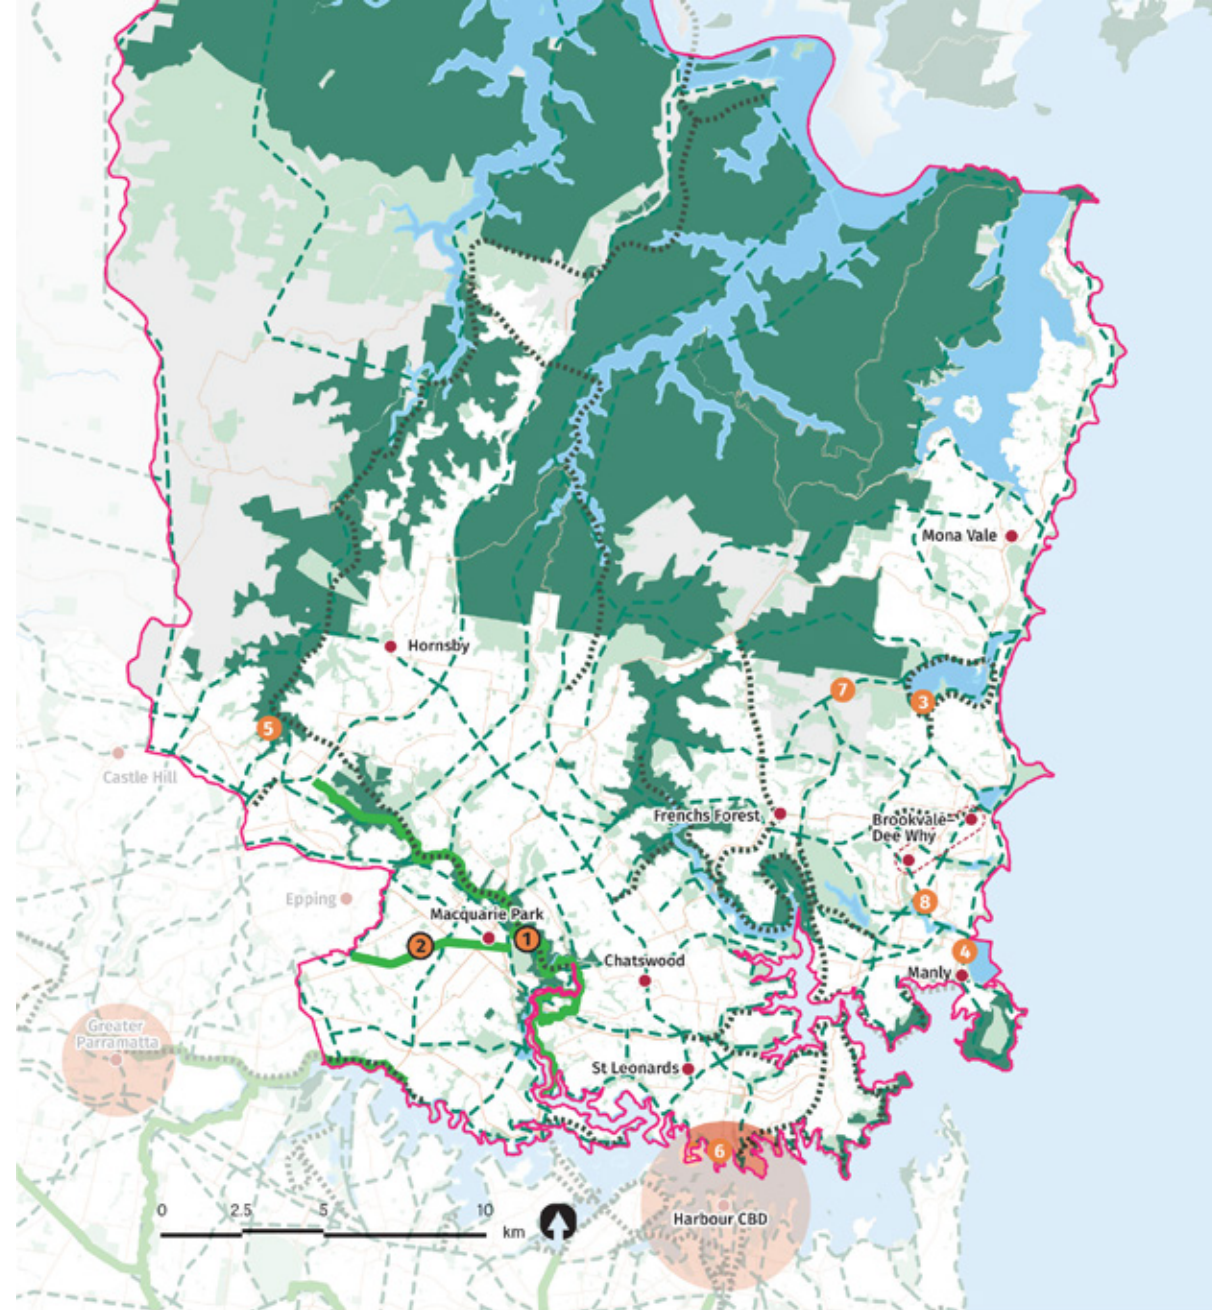 Mona Vale
Hornsby
7
3
5
Castle Hill
Frenchs Forest
Brookvale-
Dee Why
Epping
8
Macquarie Park
2
1
4
Chatswood
Manly
Greater
Parramatta
St Leonards
6
0 2.5 5 10
km
Harbour CBD